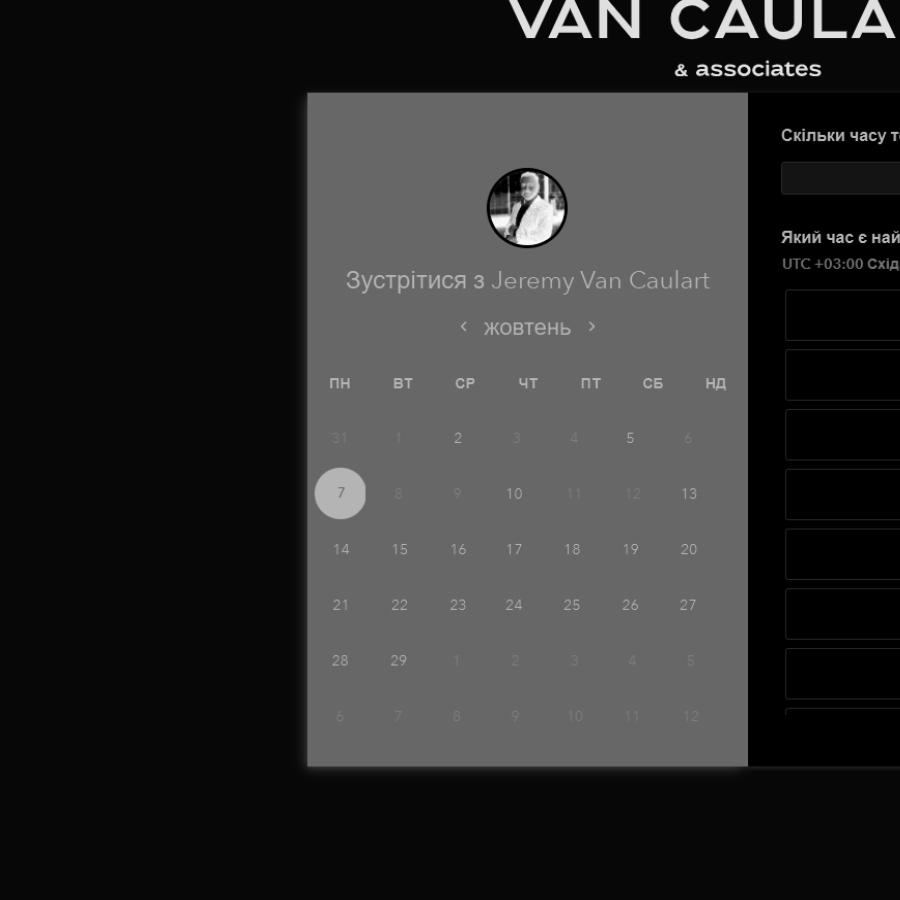 VAN CAULA
& associates
Зустрітися з Jeremy Van Caulart
‹ жовтень ›
ПН ВТ СР ЧТ ПТ СБ НД
31 1 2 3 4 5 6
7 8 9 10 11 12 13
14 15 16 17 18 19 20
21 22 23 24 25 26 27
28 29 1 2 3 4 5
6 7 8 9 10 11 12
Скільки часу т
Який час є най
UTC +03:00 Схід